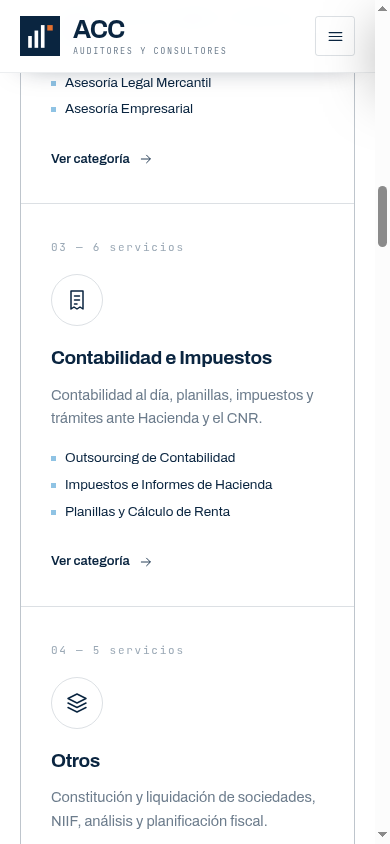 ACC
AUDITORES Y CONSULTORES
Asesoría Legal Mercantil
Asesoría Empresarial
Ver categoría
03 — 6 servicios
Contabilidad e Impuestos
Contabilidad al día, planillas, impuestos y
trámites ante Hacienda y el CNR.
Outsourcing de Contabilidad
Impuestos e Informes de Hacienda
Planillas y Cálculo de Renta
Ver categoría
04 — 5 servicios
Otros
Constitución y liquidación de sociedades,
NIIF, análisis y planificación fiscal.